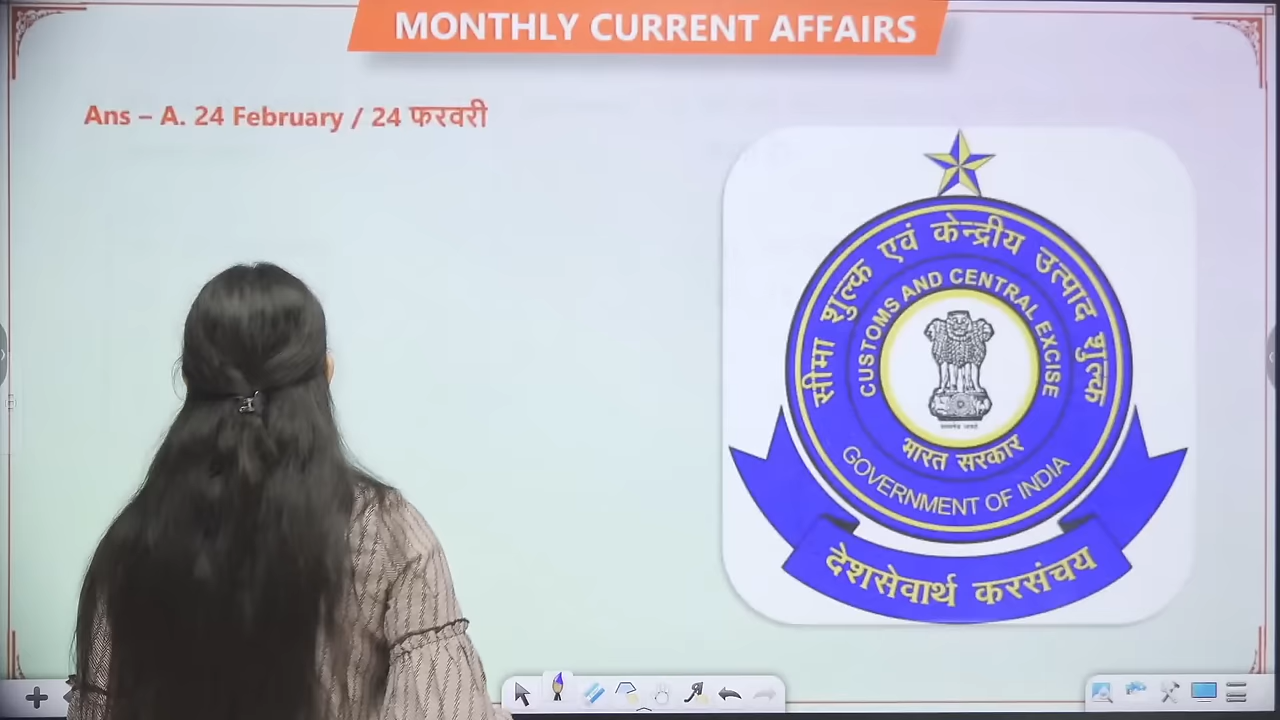 MONTHLY CURRENT AFFAIRS
Ans – A. 24 February / 24 फरवरी
सीमा शुल्क एवं केन्द्रीय उत्पाद शुल्क
CUSTOMS AND CENTRAL EXCISE
भारत सरकार
GOVERNMENT OF INDIA
देशसेवार्थ करसंचय